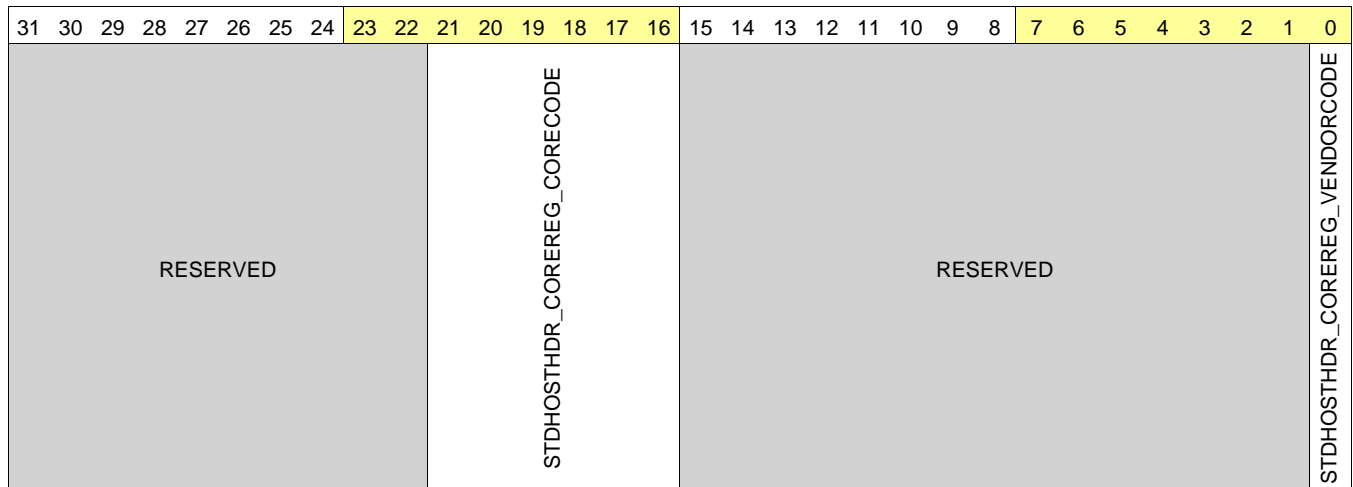 31 30 29 28 27 26 25 24 23 22 21 20 19 18 17 16 15 14 13 12 11 10 9 8 7 6 5 4 3 2 1 0
RESERVED
STDHOSTHDR_COREREG_CORECODE
RESERVED
STDHOSTHDR_COREREG_VENDORCODE